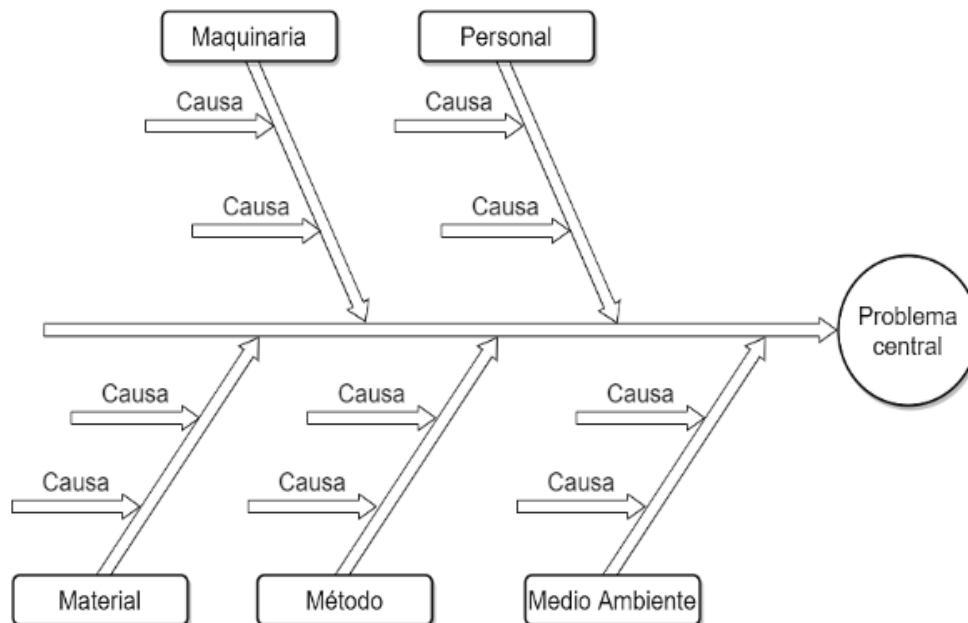 Maquinaria
Personal
Causa
Causa
Causa
Causa
Problema
central
Causa
Causa
Causa
Causa
Causa
Causa
Material
Método
Medio Ambiente